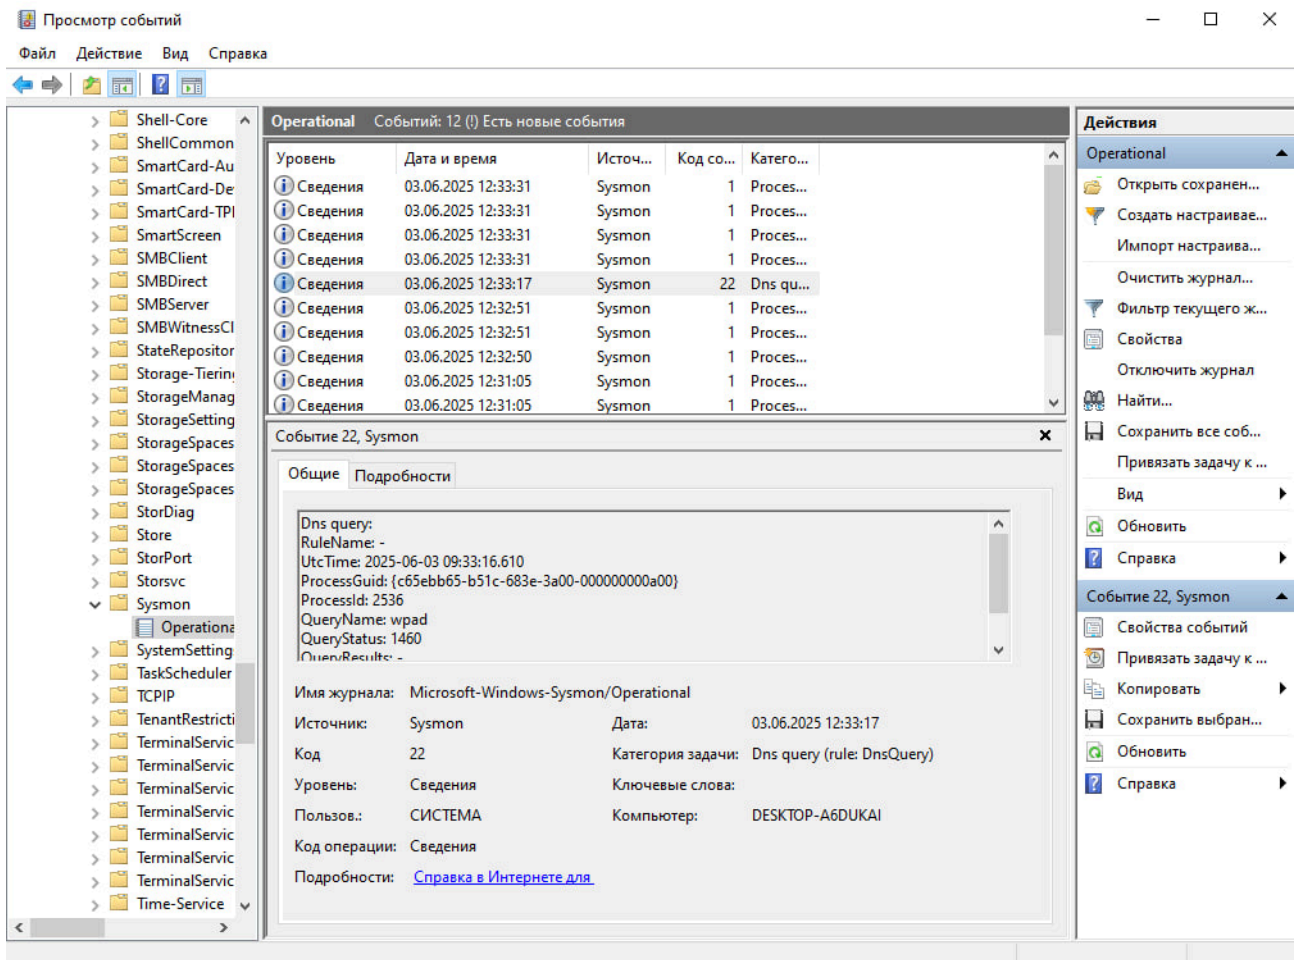 Просмотр событий
Файл Действие Вид Справка
Shell-Core
ShellCommon
SmartCard-Au
SmartCard-De
SmartCard-TPI
SmartScreen
SMBClient
SMBDirect
SMBServer
SMBWitnessCl
StateRepositor
Storage-Tiering
StorageManag
StorageSetting
StorageSpaces
StorageSpaces
StorageSpaces
StorDiag
Store
StorPort
Storsvc
Sysmon
Operationa
SystemSetting
TaskScheduler
TCPIP
TenantRestricti
TerminalServic
TerminalServic
TerminalServic
TerminalServic
TerminalServic
TerminalServic
TerminalServic
Time-Service
Operational Событий: 12 (!) Есть новые события
Уровень Дата и время Источ... Код со... Катего...
Сведения 03.06.2025 12:33:31 Sysmon 1 Proces...
Сведения 03.06.2025 12:33:31 Sysmon 1 Proces...
Сведения 03.06.2025 12:33:31 Sysmon 1 Proces...
Сведения 03.06.2025 12:33:31 Sysmon 1 Proces...
Сведения 03.06.2025 12:33:17 Sysmon 22 Dns qu...
Сведения 03.06.2025 12:32:51 Sysmon 1 Proces...
Сведения 03.06.2025 12:32:51 Sysmon 1 Proces...
Сведения 03.06.2025 12:32:50 Sysmon 1 Proces...
Сведения 03.06.2025 12:31:05 Sysmon 1 Proces...
Сведения 03.06.2025 12:31:05 Sysmon 1 Proces...
Событие 22, Sysmon
Общие Подробности
Dns query:
RuleName: -
UtcTime: 2025-06-03 09:33:16.610
ProcessGuid: {c65ebb65-b51c-683e-3a00-000000000a00}
ProcessId: 2536
QueryName: wpad
QueryStatus: 1460
QueryResults: -
Имя журнала: Microsoft-Windows-Sysmon/Operational
Источник: Sysmon Дата: 03.06.2025 12:33:17
Код 22 Категория задачи: Dns query (rule: DnsQuery)
Уровень: Сведения Ключевые слова:
Пользов.: СИСТЕМА Компьютер: DESKTOP-A6DUKAI
Код операции: Сведения
Подробности: Справка в Интернете для
Действия
Operational
Открыть сохранен...
Создать настраивае...
Импорт настраива...
Очистить журнал...
Фильтр текущего ж...
Свойства
Отключить журнал
Найти...
Сохранить все соб...
Привязать задачу к ...
Вид
Обновить
Справка
Событие 22, Sysmon
Свойства событий
Привязать задачу к ...
Копировать
Сохранить выбран...
Обновить
Справка